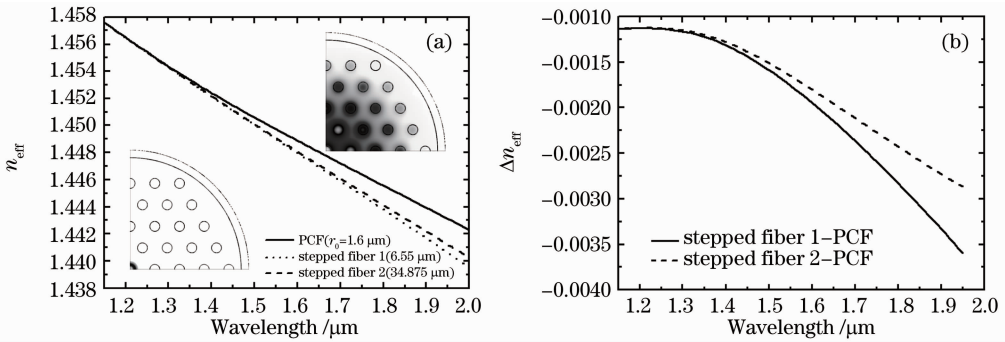 1.458
1.456
1.454
1.452
1.450
1.448
1.446
1.444
1.442
1.440
1.438
n_eff
(a)
PCF(r₀=1.6 μm)
stepped fiber 1(6.55 μm)
stepped fiber 2(34.875 μm)
1.2 1.3 1.4 1.5 1.6 1.7 1.8 1.9 2.0
Wavelength /μm
−0.0010
−0.0015
−0.0020
−0.0025
−0.0030
−0.0035
−0.0040
Δn_eff
(b)
stepped fiber 1−PCF
stepped fiber 2−PCF
1.2 1.3 1.4 1.5 1.6 1.7 1.8 1.9 2.0
Wavelength /μm